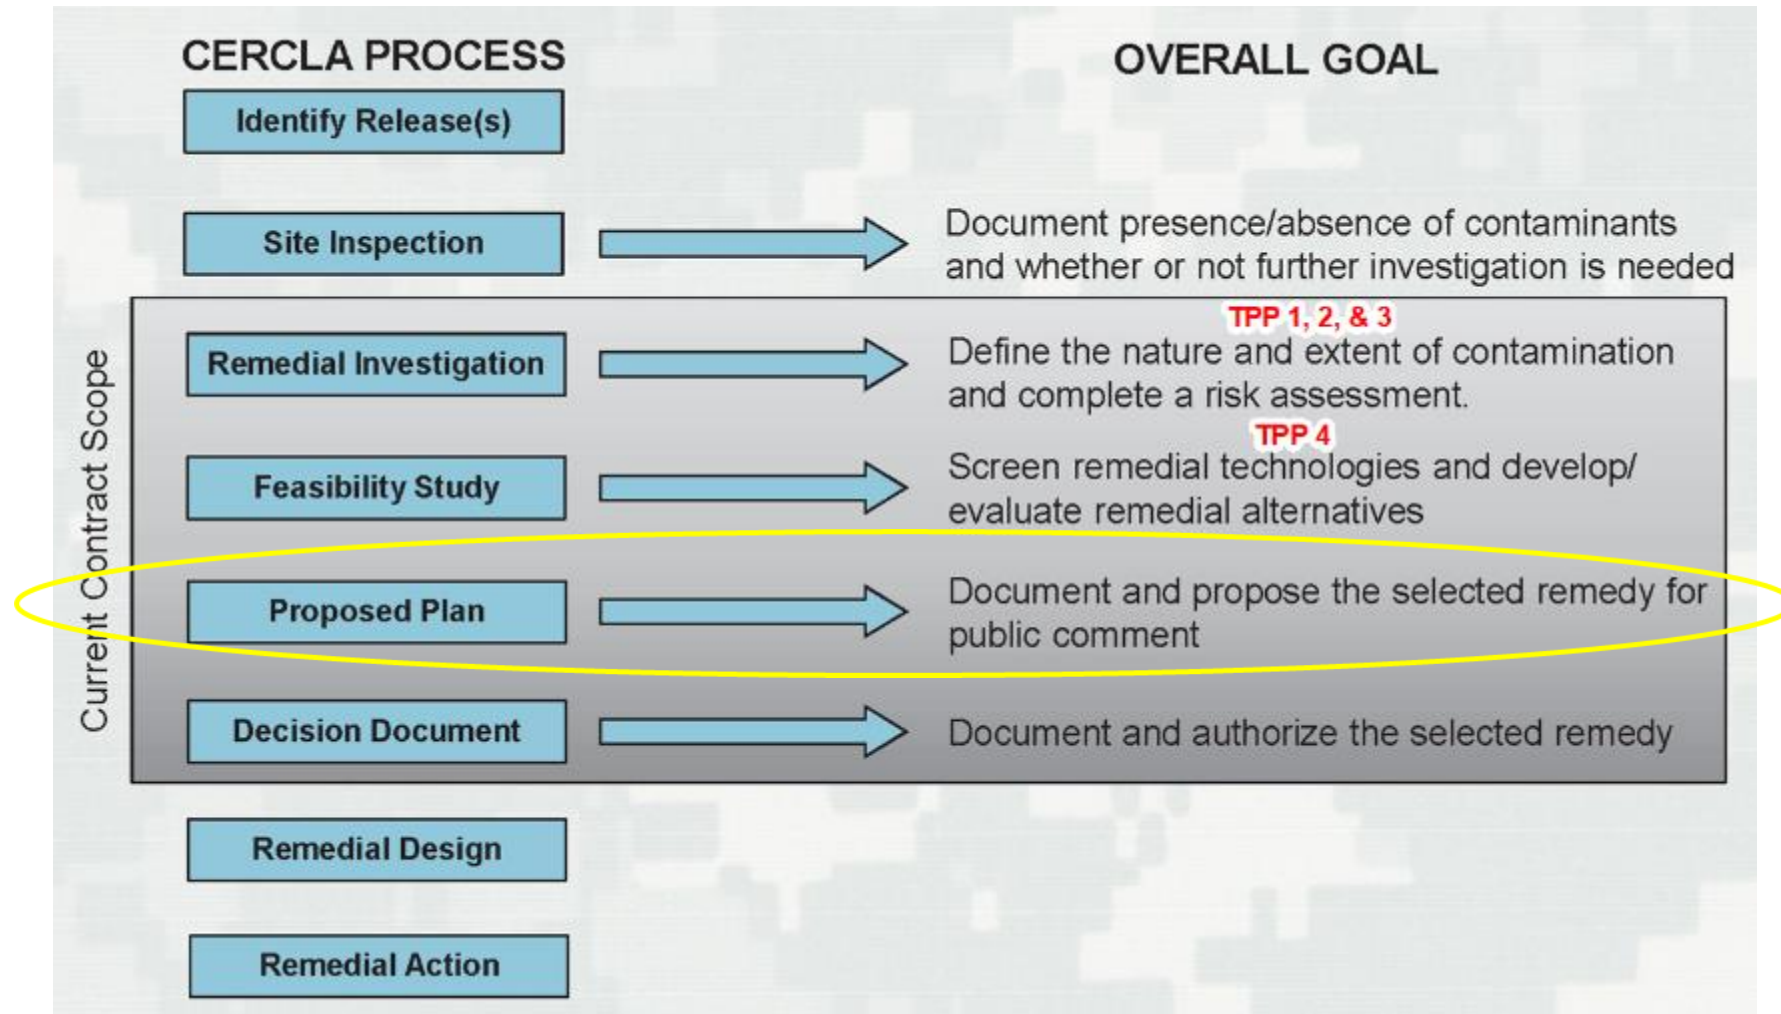 CERCLA PROCESS
OVERALL GOAL
Identify Release(s)
Site Inspection
Document presence/absence of contaminants
and whether or not further investigation is needed
Current Contract Scope
TPP 1, 2, & 3
Remedial Investigation
Define the nature and extent of contamination
and complete a risk assessment.
TPP 4
Feasibility Study
Screen remedial technologies and develop/
evaluate remedial alternatives
Proposed Plan
Document and propose the selected remedy for
public comment
Decision Document
Document and authorize the selected remedy
Remedial Design
Remedial Action